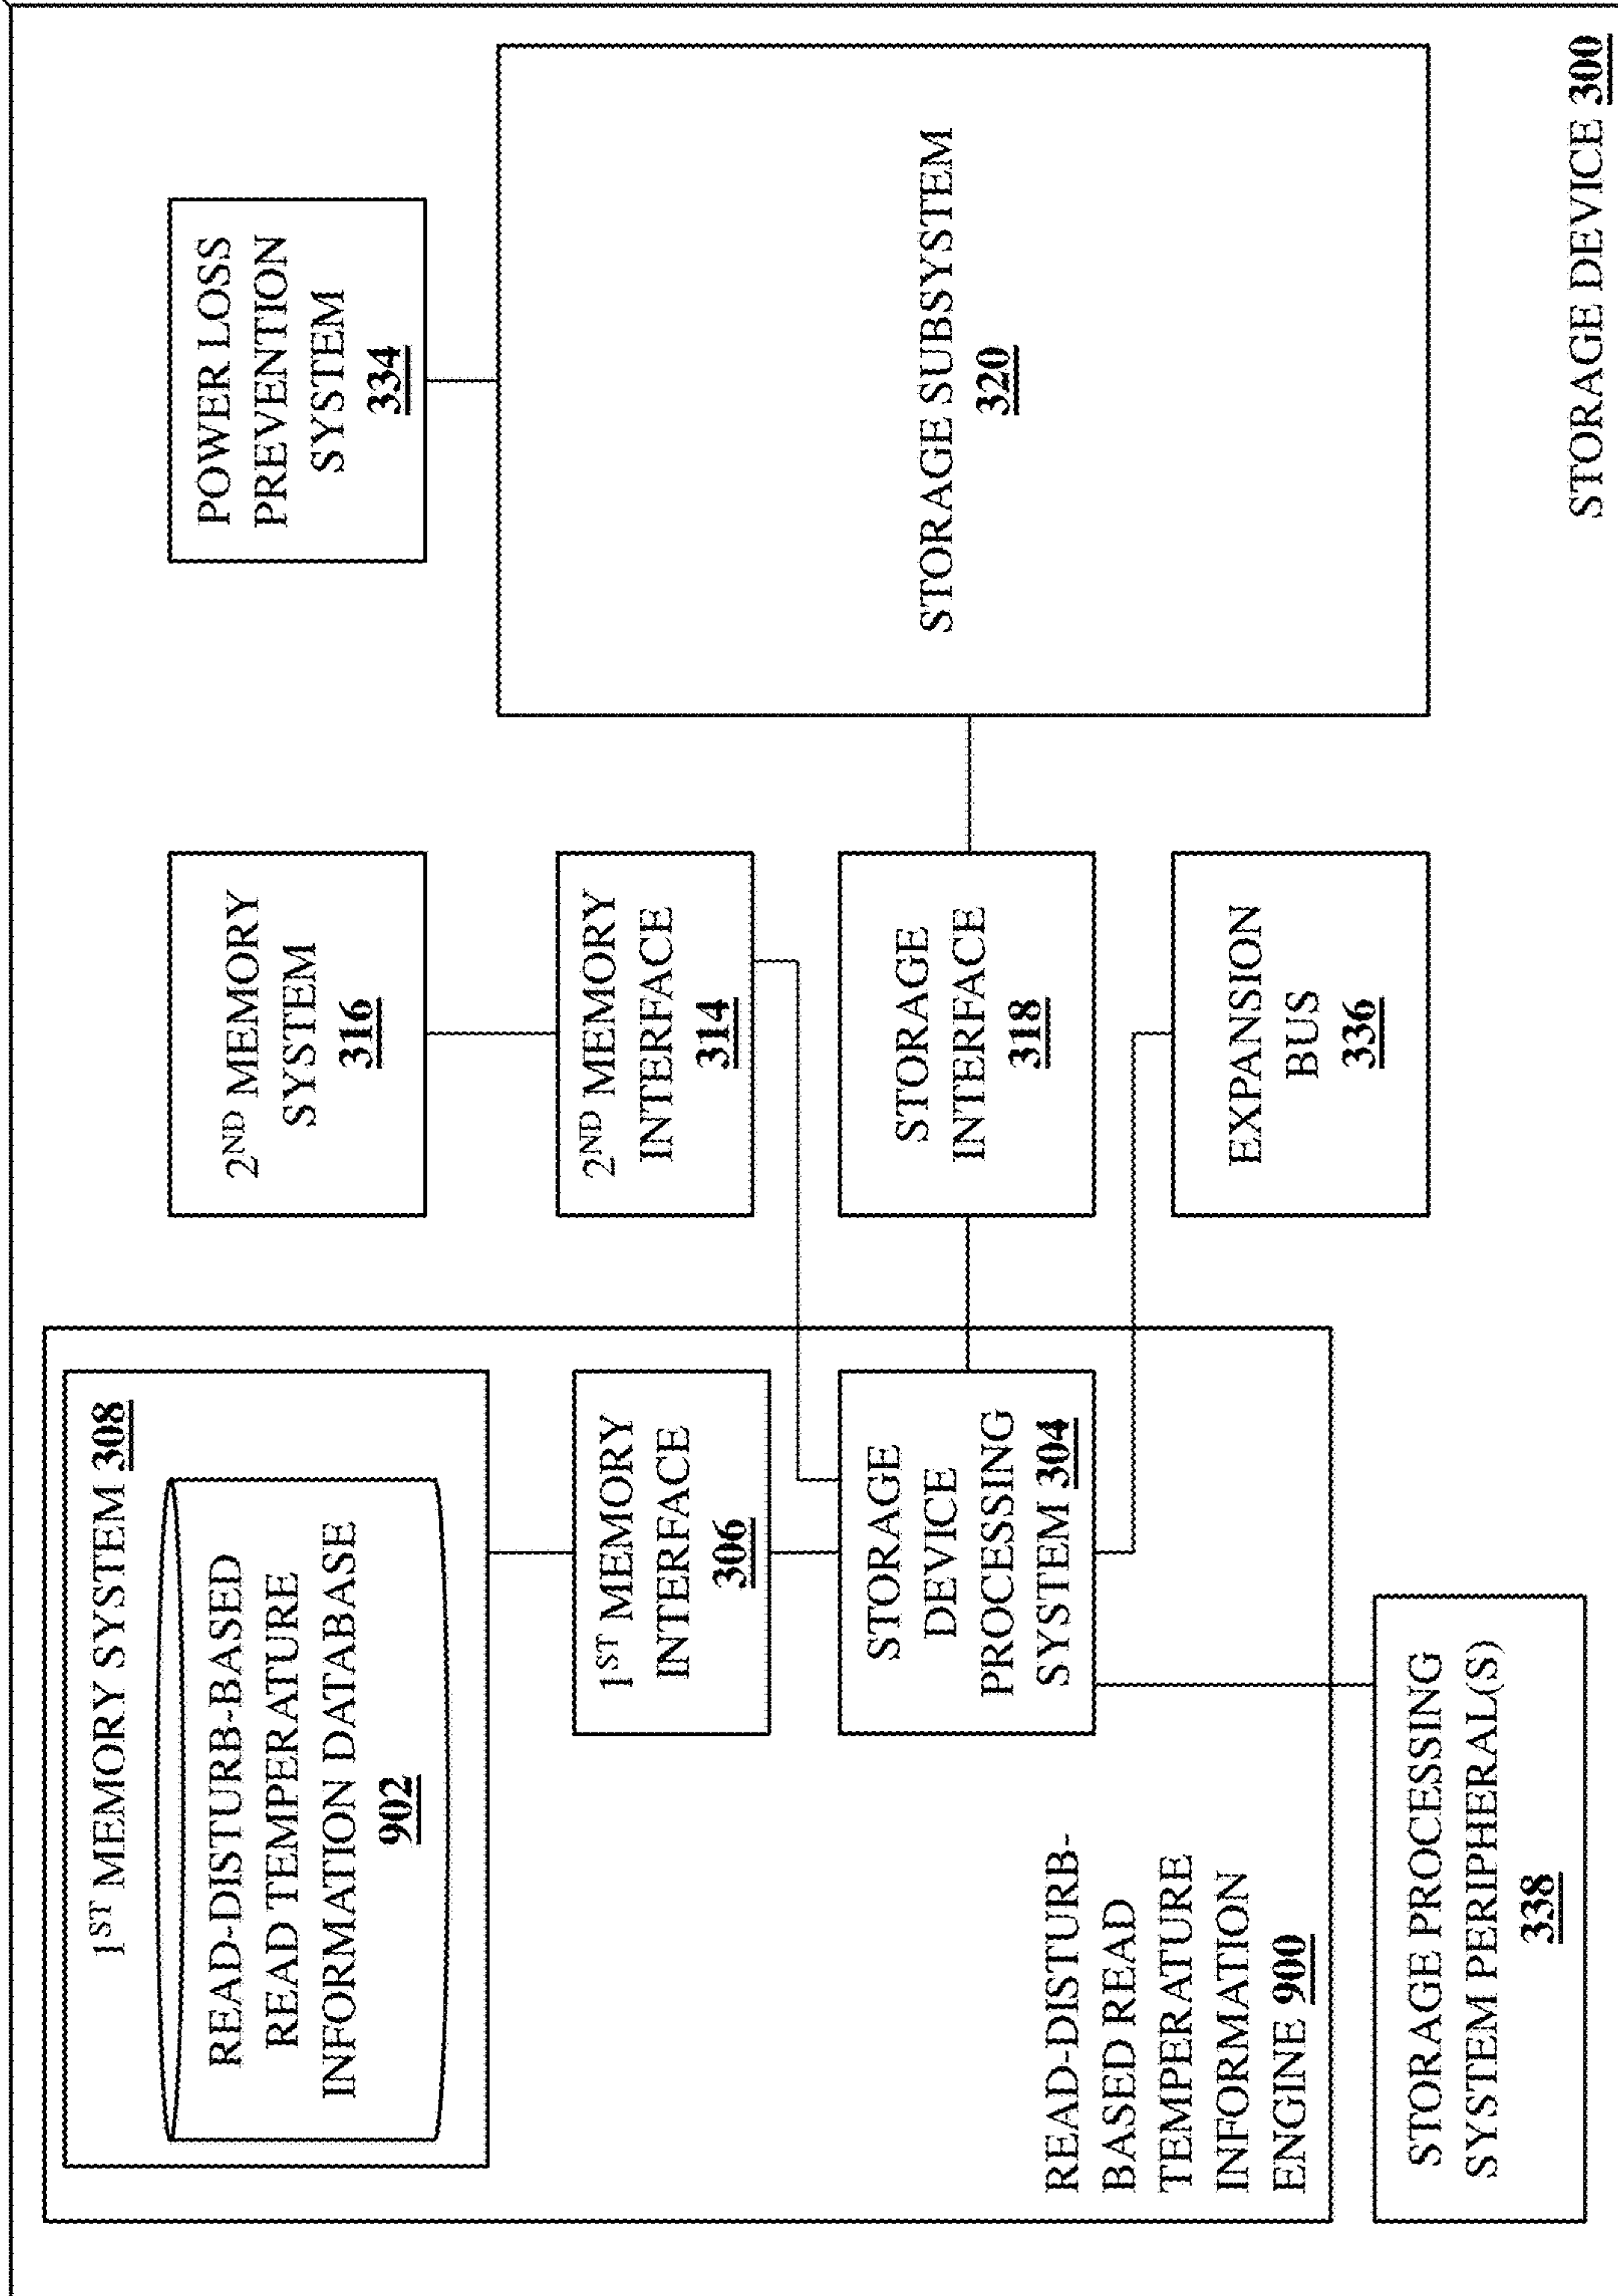 1ST MEMORY SYSTEM 308
READ-DISTURB-BASED
READ TEMPERATURE
INFORMATION DATABASE
902
2ND MEMORY
SYSTEM
316
POWER LOSS
PREVENTION
SYSTEM
334
1ST MEMORY
INTERFACE
306
2ND MEMORY
INTERFACE
314
STORAGE
DEVICE
PROCESSING
SYSTEM 304
STORAGE
INTERFACE
318
STORAGE SUBSYSTEM
320
READ-DISTURB-
BASED READ
TEMPERATURE
INFORMATION
ENGINE 900
EXPANSION
BUS
336
STORAGE PROCESSING
SYSTEM PERIPHERAL(S)
338
STORAGE DEVICE 300